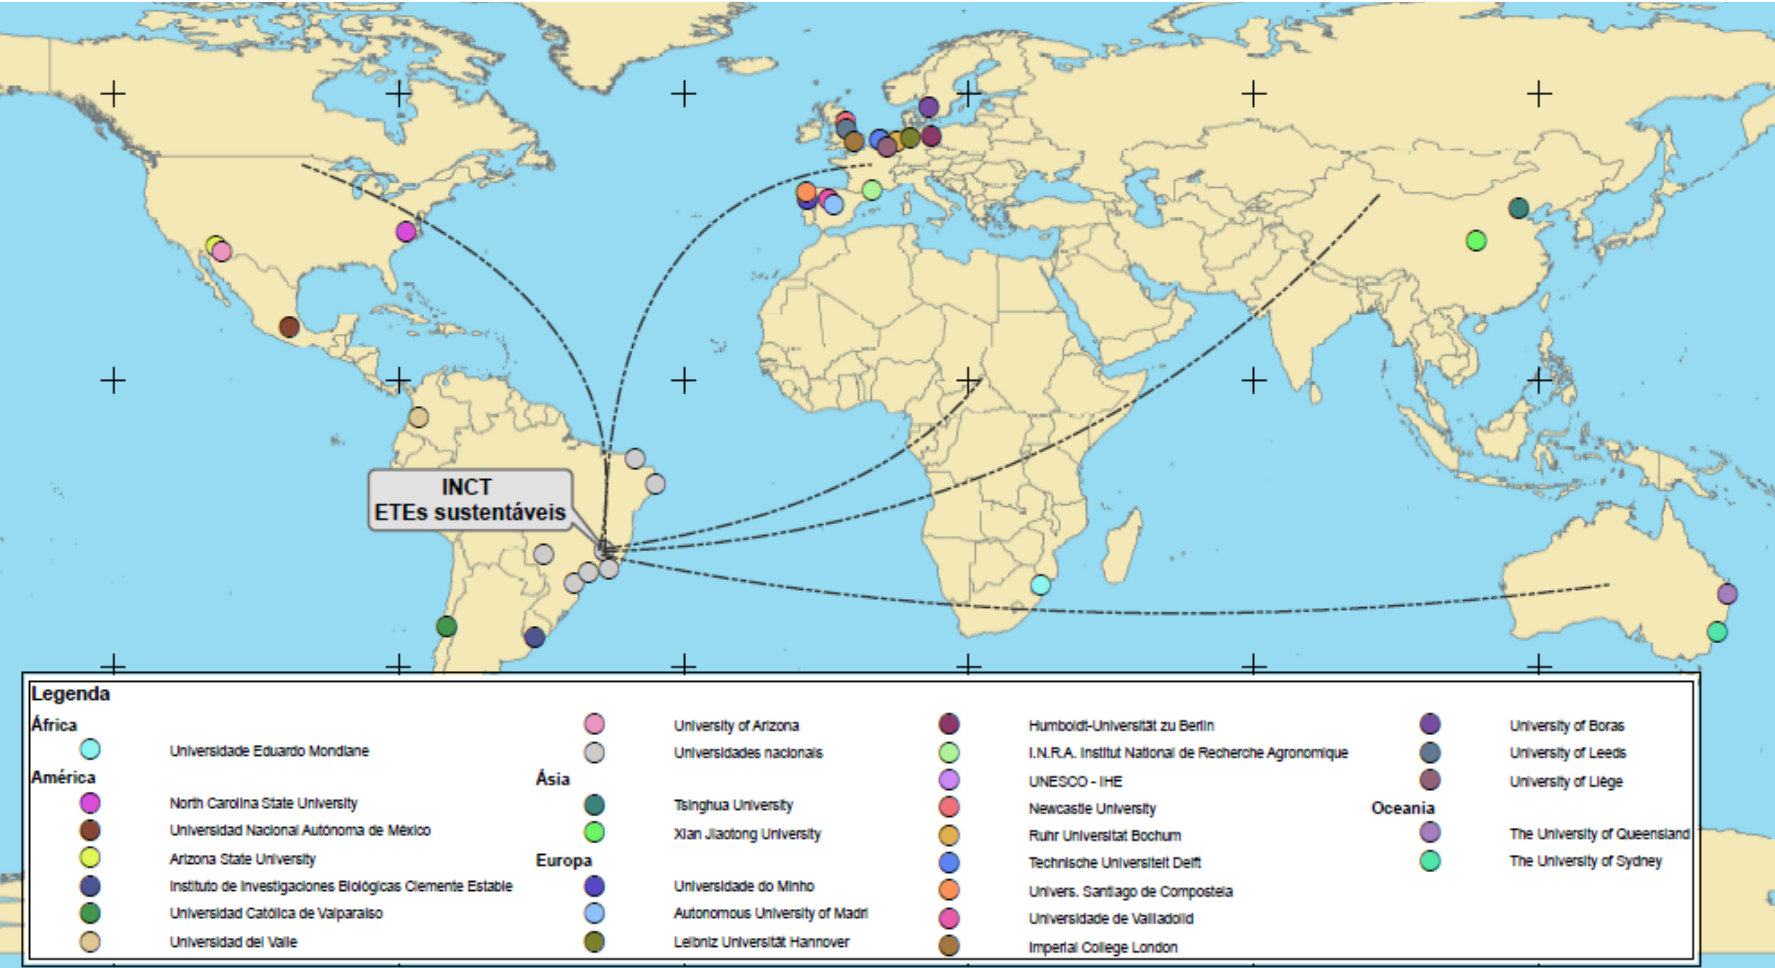 INCT
ETEs sustentáveis
Legenda
África
Universidade Eduardo Mondlane
América
North Carolina State University
Universidad Nacional Autónoma de México
Arizona State University
Instituto de Investigaciones Biológicas Clemente Estable
Universidad Católica de Valparaíso
Universidad del Valle
University of Arizona
Universidades nacionais
Ásia
Tsinghua University
Xian Jiaotong University
Europa
Universidade do Minho
Autonomous University of Madri
Leibniz Universität Hannover
Humboldt-Universität zu Berlin
I.N.R.A. Institut National de Recherche Agronomique
UNESCO - IHE
Newcastle University
Ruhr Universitat Bochum
Technische Universiteit Delft
Univers. Santiago de Compostela
Universidade de Valladolid
Imperial College London
University of Boras
University of Leeds
University of Liège
Oceania
The University of Queensland
The University of Sydney